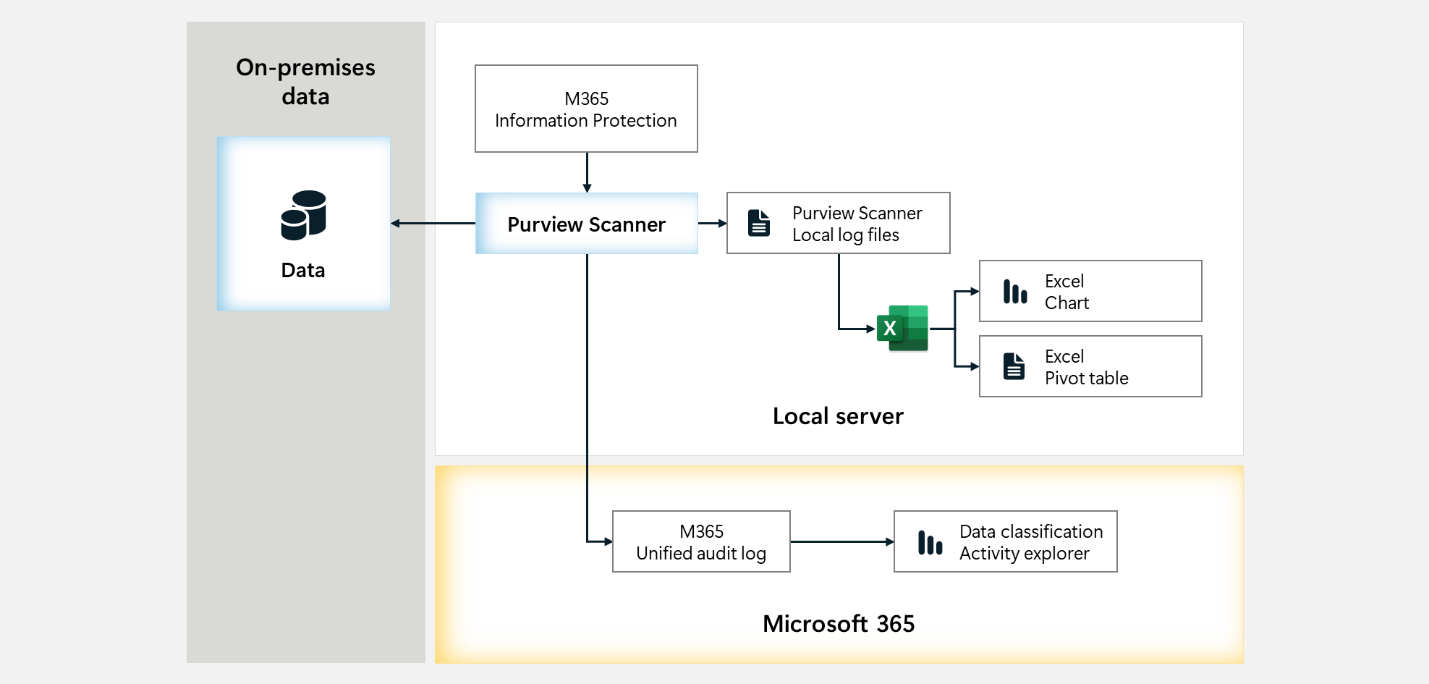 On-premises
data
Data
M365
Information Protection
Purview Scanner
Purview Scanner
Local log files
X
Excel
Chart
Excel
Pivot table
Local server
M365
Unified audit log
Data classification
Activity explorer
Microsoft 365